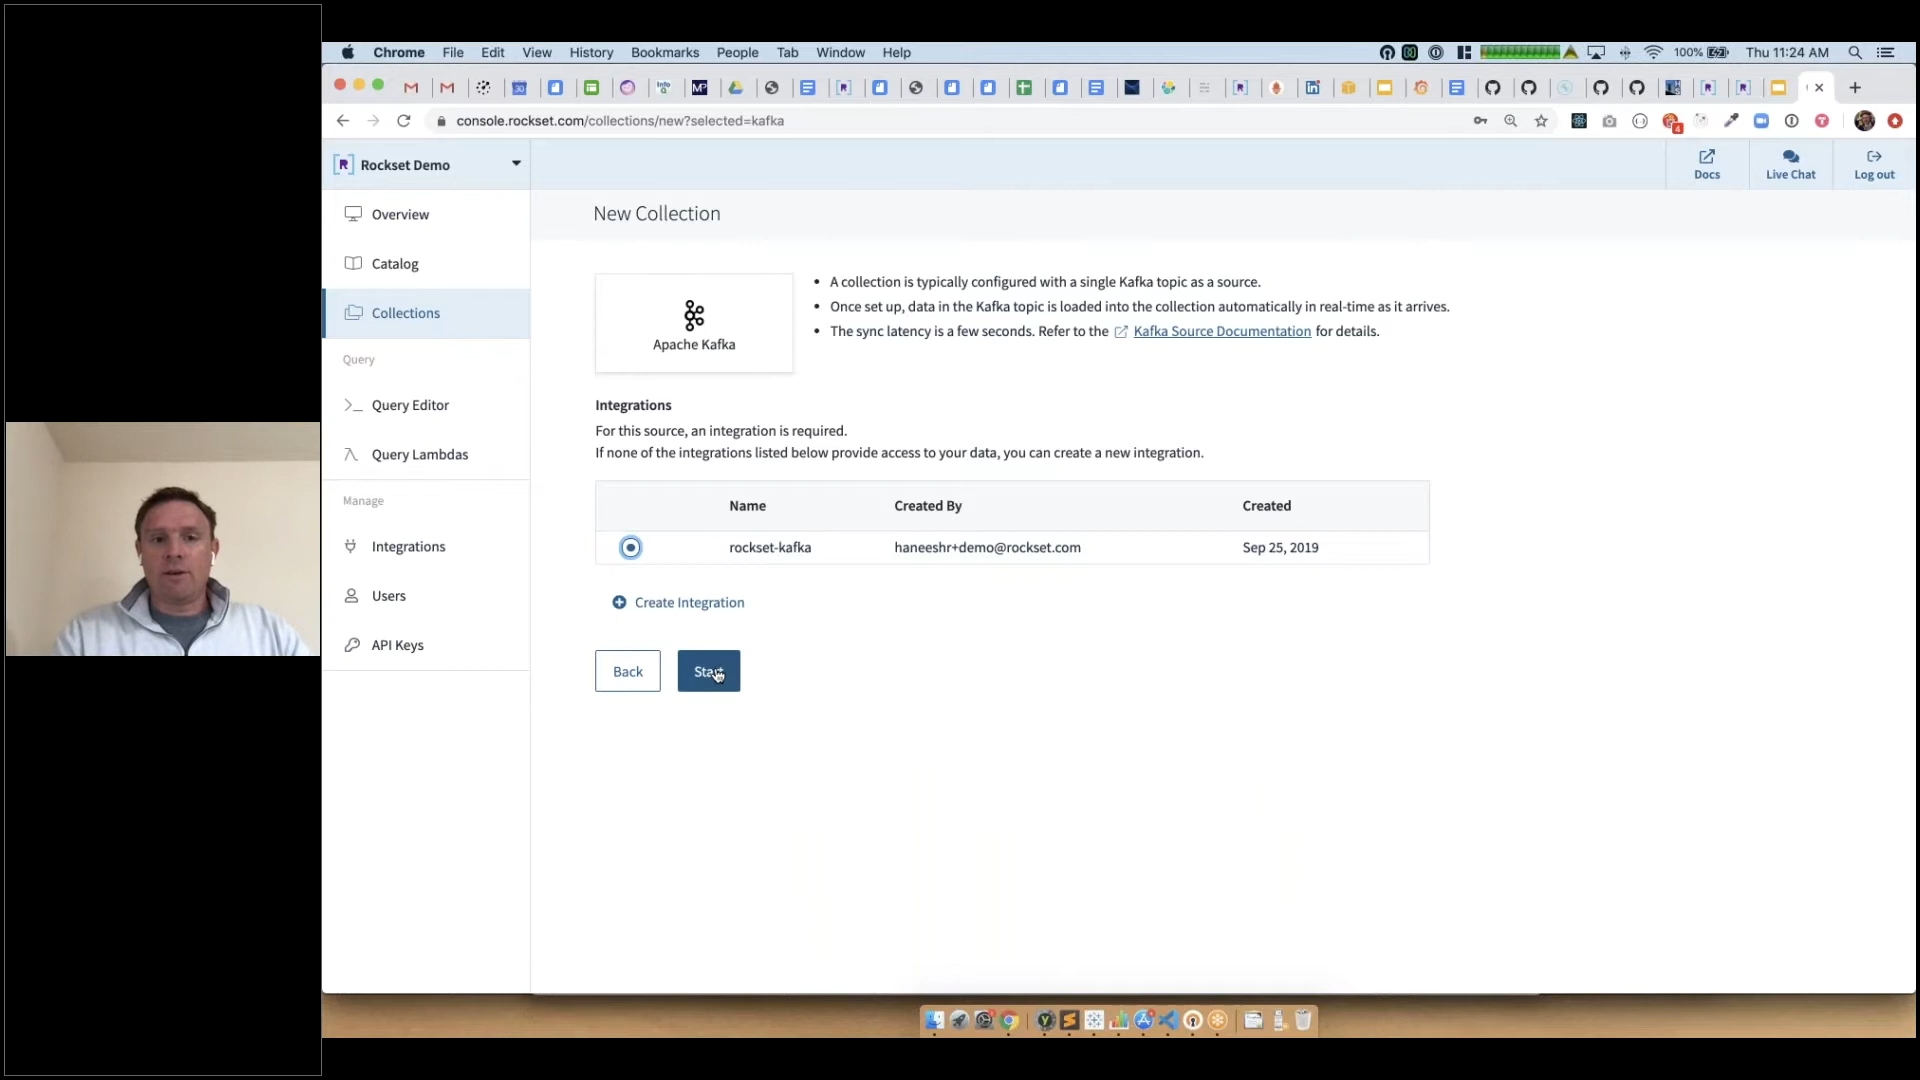 Chrome File Edit View History Bookmarks People Tab Window Help 100% Thu 11:24 AM
console.rockset.com/collections/new?selected=kafka
Rockset Demo
Docs
Live Chat
Log out
Overview
Catalog
Collections
Query
Query Editor
Query Lambdas
Manage
Integrations
Users
API Keys
New Collection
Apache Kafka
• A collection is typically configured with a single Kafka topic as a source.
• Once set up, data in the Kafka topic is loaded into the collection automatically in real-time as it arrives.
• The sync latency is a few seconds. Refer to the Kafka Source Documentation for details.
Integrations
For this source, an integration is required.
If none of the integrations listed below provide access to your data, you can create a new integration.
Name Created By Created
rockset-kafka haneeshr+demo@rockset.com Sep 25, 2019
Create Integration
Back Start